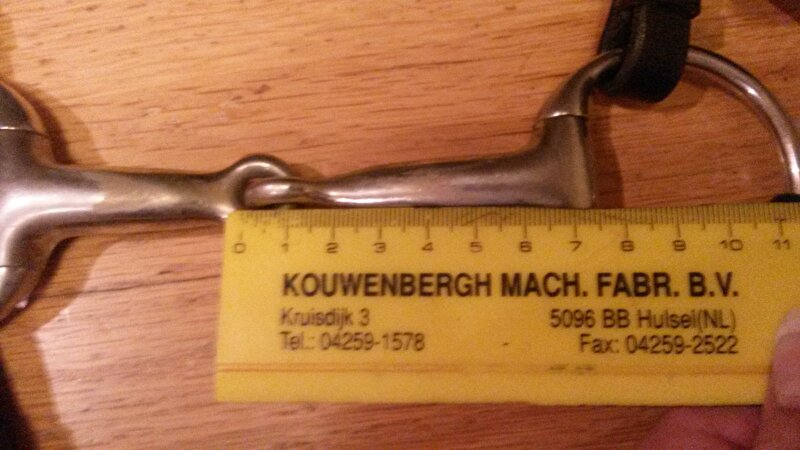 0 1 2 3 4 5 6 7 8 9 10 11
KOUWENBERGH MACH. FABR. B.V.
Kruisdijk 3 5096 BB Hulsel(NL)
Tel.: 04259-1578 Fax: 04259-2522